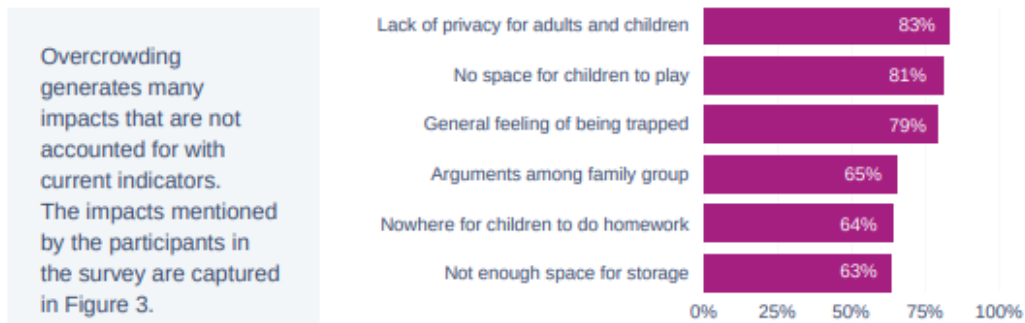 Overcrowding
generates many
impacts that are not
accounted for with
current indicators.
The impacts mentioned
by the participants in
the survey are captured
in Figure 3.
Lack of privacy for adults and children 83%
No space for children to play 81%
General feeling of being trapped 79%
Arguments among family group 65%
Nowhere for children to do homework 64%
Not enough space for storage 63%
0% 25% 50% 75% 100%